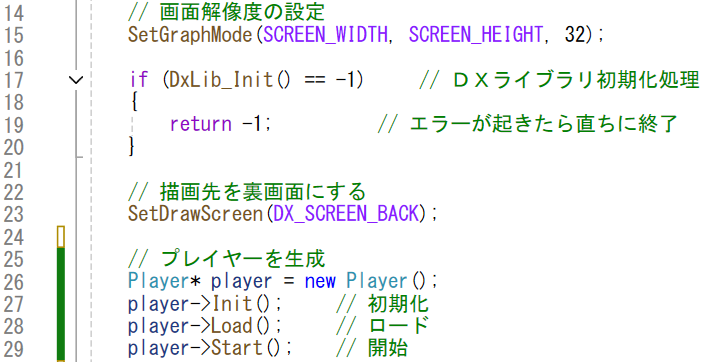 14 // 画面解像度の設定
15 SetGraphMode(SCREEN_WIDTH, SCREEN_HEIGHT, 32);
16
17 if (DxLib_Init() == -1) // ＤＸライブラリ初期化処理
18 {
19 return -1; // エラーが起きたら直ちに終了
20 }
21
22 // 描画先を裏画面にする
23 SetDrawScreen(DX_SCREEN_BACK);
24
25 // プレイヤーを生成
26 Player* player = new Player();
27 player->Init(); // 初期化
28 player->Load(); // ロード
29 player->Start(); // 開始